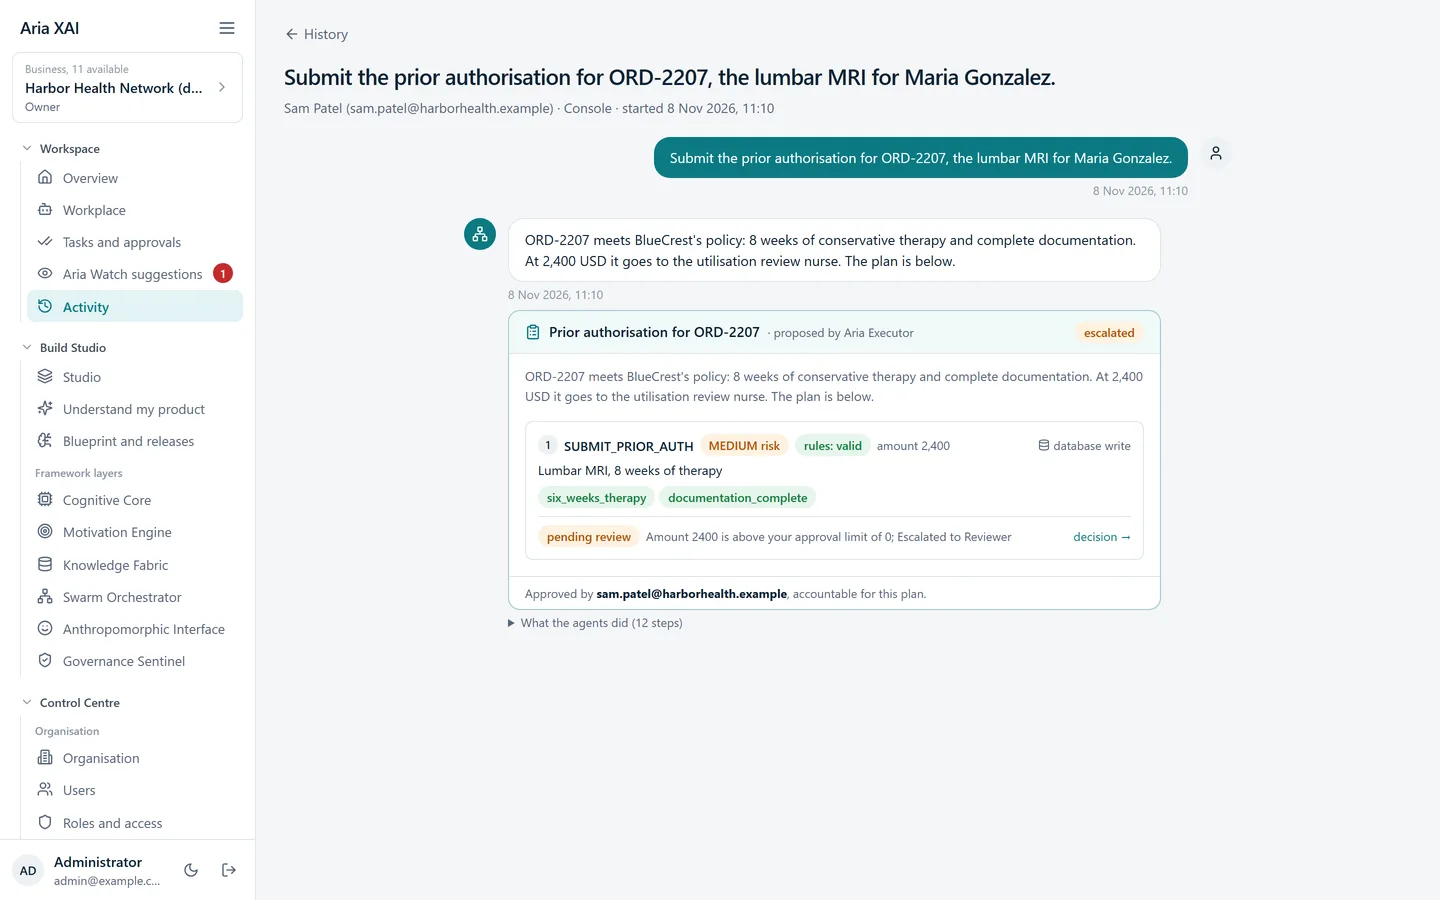 Aria XAI
Business, 11 available
Harbor Health Network (d...
Owner
Workspace
Overview
Workplace
Tasks and approvals
Aria Watch suggestions 1
Activity
Build Studio
Studio
Understand my product
Blueprint and releases
Framework layers
Cognitive Core
Motivation Engine
Knowledge Fabric
Swarm Orchestrator
Anthropomorphic Interface
Governance Sentinel
Control Centre
Organisation
Organisation
Users
Roles and access
AD
Administrator
admin@example.c...
← History
Submit the prior authorisation for ORD-2207, the lumbar MRI for Maria Gonzalez.
Sam Patel (sam.patel@harborhealth.example) · Console · started 8 Nov 2026, 11:10
Submit the prior authorisation for ORD-2207, the lumbar MRI for Maria Gonzalez.
8 Nov 2026, 11:10
ORD-2207 meets BlueCrest's policy: 8 weeks of conservative therapy and complete documentation.
At 2,400 USD it goes to the utilisation review nurse. The plan is below.
8 Nov 2026, 11:10
Prior authorisation for ORD-2207 · proposed by Aria Executor escalated
ORD-2207 meets BlueCrest's policy: 8 weeks of conservative therapy and complete documentation. At 2,400
USD it goes to the utilisation review nurse. The plan is below.
1 SUBMIT_PRIOR_AUTH MEDIUM risk rules: valid amount 2,400 database write
Lumbar MRI, 8 weeks of therapy
six_weeks_therapy documentation_complete
pending review Amount 2400 is above your approval limit of 0; Escalated to Reviewer decision →
Approved by sam.patel@harborhealth.example, accountable for this plan.
▶ What the agents did (12 steps)